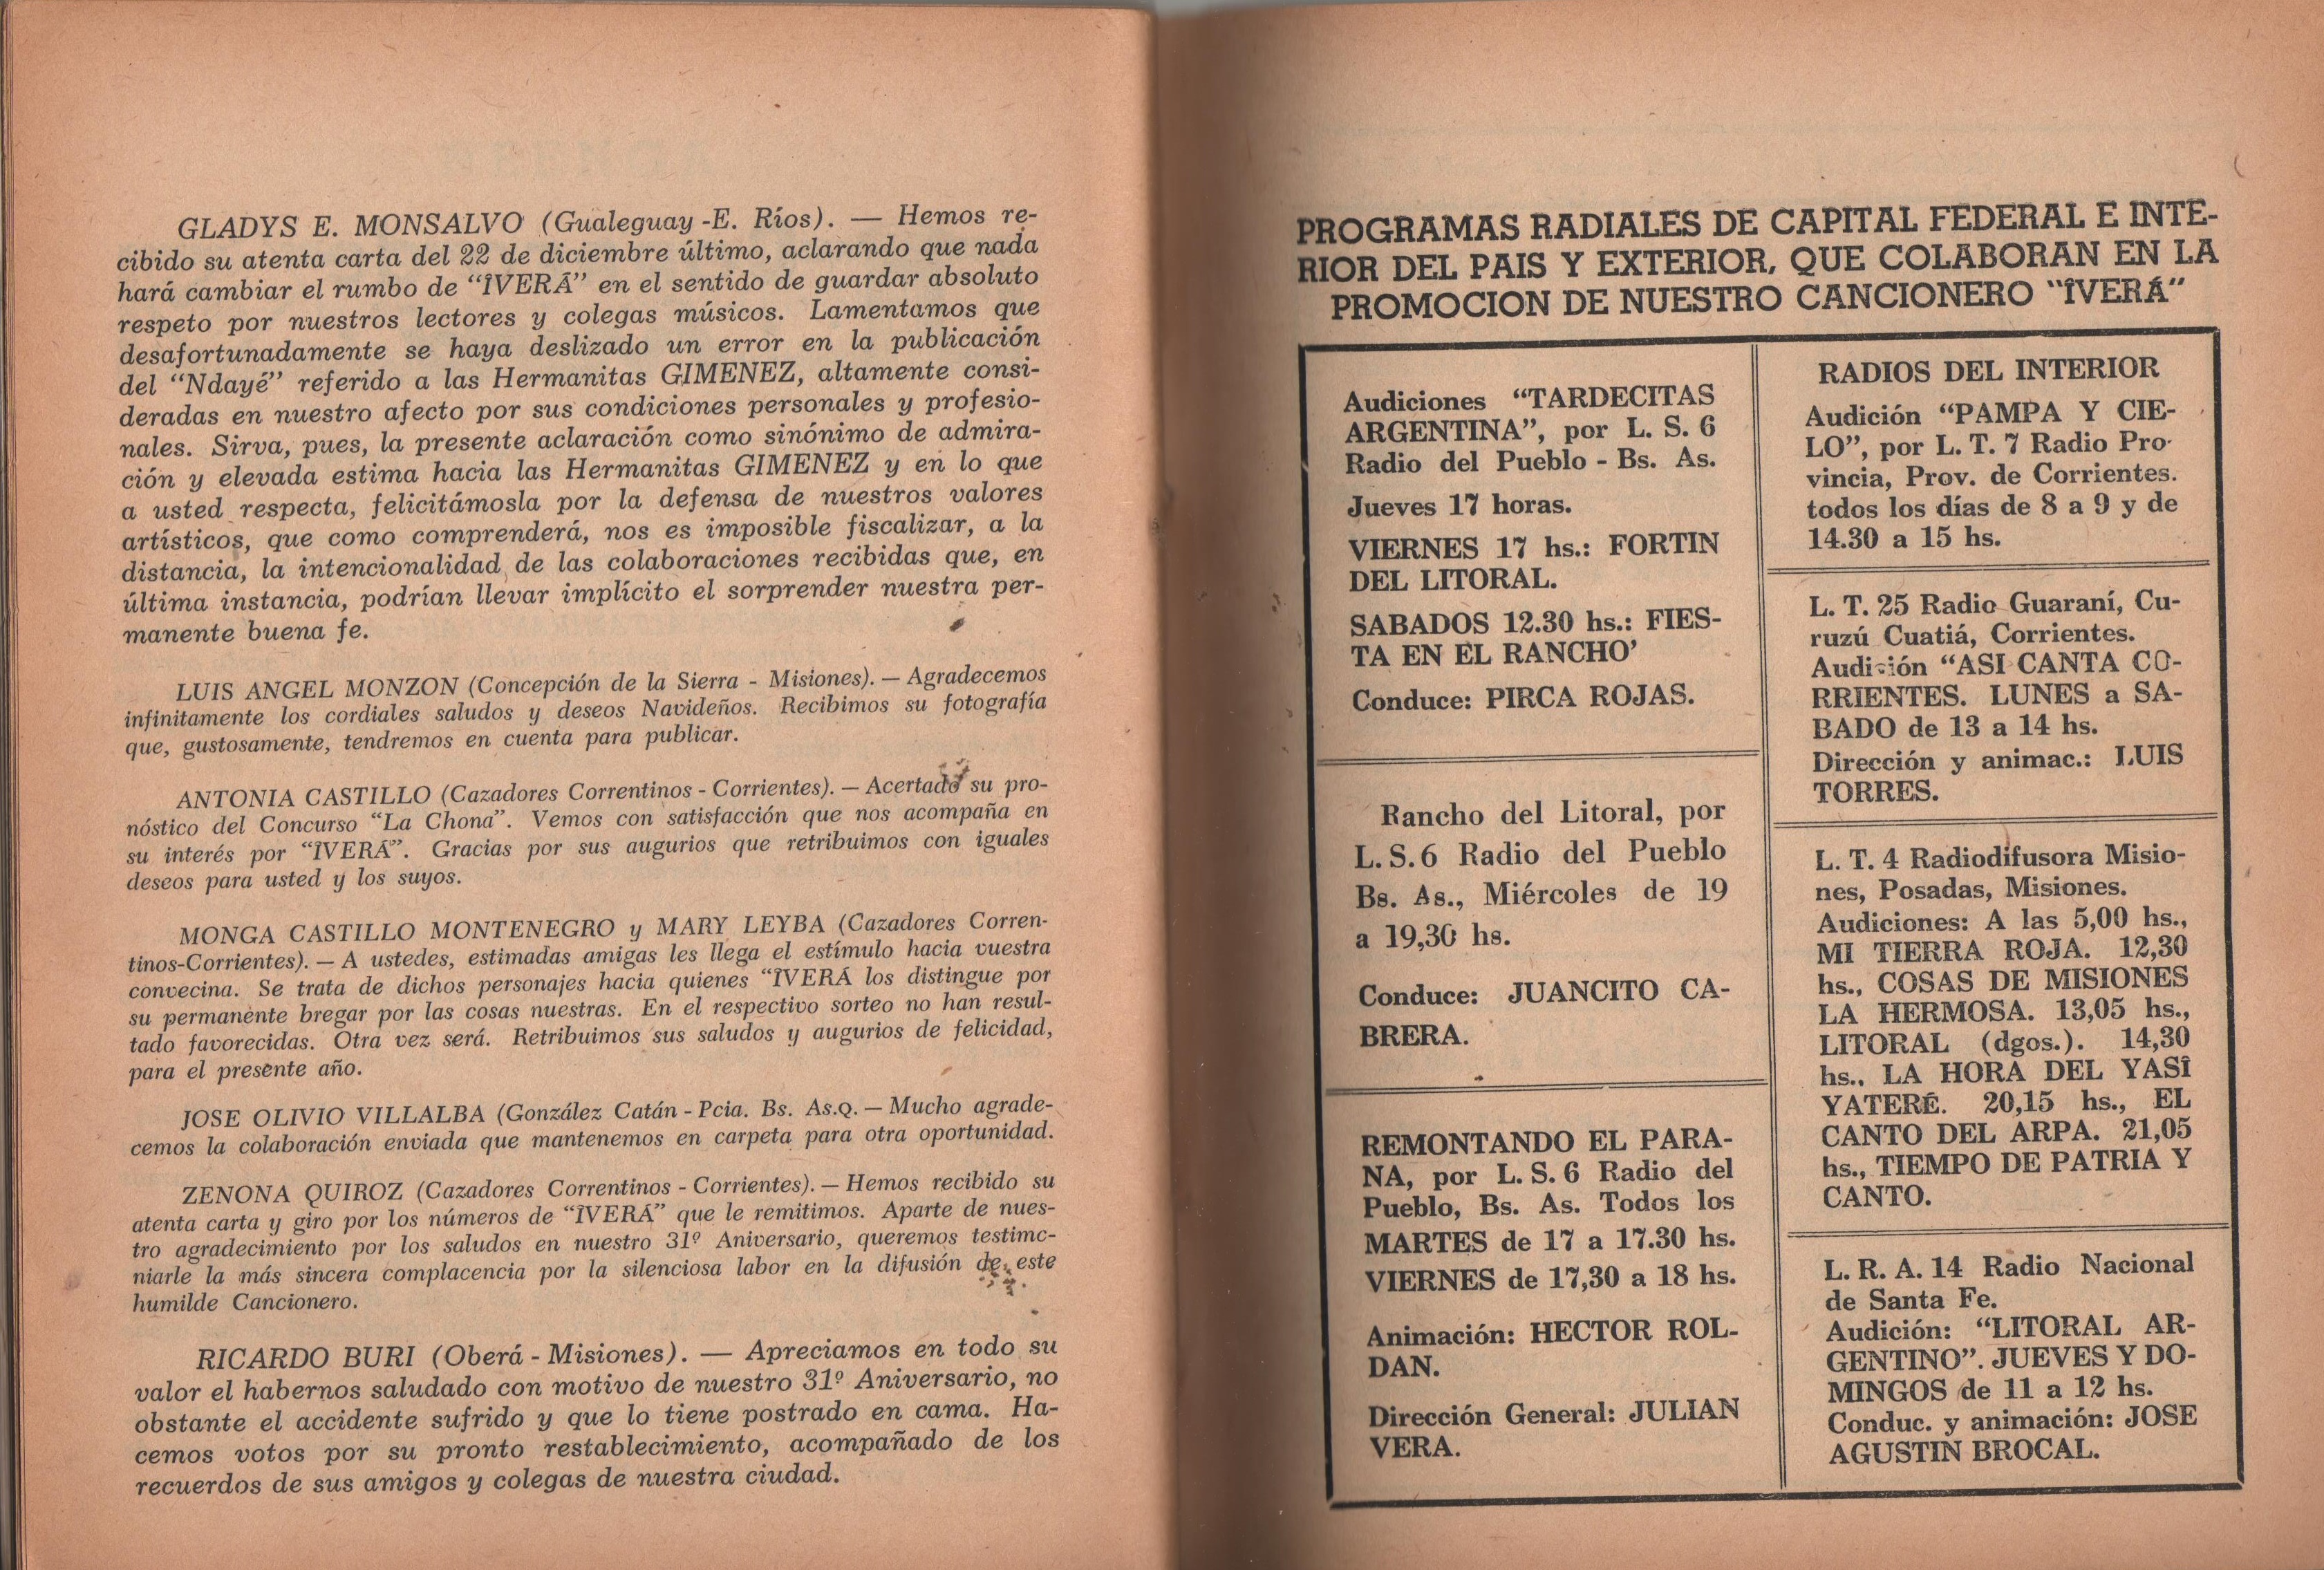 GLADYS E. MONSALVO (Gualeguay -E. Ríos). — Hemos re-
cibido su atenta carta del 22 de diciembre último, aclarando que nada
hará cambiar el rumbo de “ÎVERÁ” en el sentido de guardar absoluto
respeto por nuestros lectores y colegas músicos. Lamentamos que
desafortunadamente se haya deslizado un error en la publicación
del “Ndayé” referido a las Hermanitas GIMENEZ, altamente consi-
deradas en nuestro afecto por sus condiciones personales y profesio-
nales. Sirva, pues, la presente aclaración como sinónimo de admira-
ción y elevada estima hacia las Hermanitas GIMENEZ y en lo que
a usted respecta, felicitámosla por la defensa de nuestros valores
artísticos, que como comprenderá, nos es imposible fiscalizar, a la
distancia, la intencionalidad de las colaboraciones recibidas que, en
última instancia, podrían llevar implícito el sorprender nuestra per-
manente buena fe.
LUIS ANGEL MONZON (Concepción de la Sierra - Misiones). — Agradecemos
infinitamente los cordiales saludos y deseos Navideños. Recibimos su fotografía
que, gustosamente, tendremos en cuenta para publicar.
ANTONIA CASTILLO (Cazadores Correntinos - Corrientes). — Acertado su pro-
nóstico del Concurso “La Chona”. Vemos con satisfacción que nos acompaña en
su interés por “ÎVERÁ”. Gracias por sus augurios que retribuimos con iguales
deseos para usted y los suyos.
MONGA CASTILLO MONTENEGRO y MARY LEYBA (Cazadores Corren-
tinos-Corrientes). — A ustedes, estimadas amigas les llega el estímulo hacia vuestra
convecina. Se trata de dichos personajes hacia quienes “ÎVERÁ los distingue por
su permanente bregar por las cosas nuestras. En el respectivo sorteo no han resul-
tado favorecidas. Otra vez será. Retribuimos sus saludos y augurios de felicidad,
para el presente año.
JOSE OLIVIO VILLALBA (González Catán - Pcia. Bs. As.Q. — Mucho agrade-
cemos la colaboración enviada que mantenemos en carpeta para otra oportunidad.
ZENONA QUIROZ (Cazadores Correntinos - Corrientes). — Hemos recibido su
atenta carta y giro por los números de “ÎVERÁ” que le remitimos. Aparte de nues-
tro agradecimiento por los saludos en nuestro 31º Aniversario, queremos testimc-
niarle la más sincera complacencia por la silenciosa labor en la difusión de este
humilde Cancionero.
RICARDO BURI (Oberá - Misiones). — Apreciamos en todo su
valor el habernos saludado con motivo de nuestro 31º Aniversario, no
obstante el accidente sufrido y que lo tiene postrado en cama. Ha-
cemos votos por su pronto restablecimiento, acompañado de los
recuerdos de sus amigos y colegas de nuestra ciudad.
PROGRAMAS RADIALES DE CAPITAL FEDERAL E INTE-
RIOR DEL PAIS Y EXTERIOR, QUE COLABORAN EN LA
PROMOCION DE NUESTRO CANCIONERO “ÎVERÁ”
Audiciones “TARDECITAS
ARGENTINA”, por L. S. 6
Radio del Pueblo - Bs. As.
Jueves 17 horas.
VIERNES 17 hs.: FORTIN
DEL LITORAL.
SABADOS 12.30 hs.: FIES-
TA EN EL RANCHO’
Conduce: PIRCA ROJAS.
Rancho del Litoral, por
L. S. 6 Radio del Pueblo
Bs. As., Miércoles de 19
a 19,30 hs.
Conduce: JUANCITO CA-
BRERA.
REMONTANDO EL PARA-
NA, por L. S. 6 Radio del
Pueblo, Bs. As. Todos los
MARTES de 17 a 17.30 hs.
VIERNES de 17,30 a 18 hs.
Animación: HECTOR ROL-
DAN.
Dirección General: JULIAN
VERA.
RADIOS DEL INTERIOR
Audición “PAMPA Y CIE-
LO”, por L. T. 7 Radio Pro-
vincia, Prov. de Corrientes.
todos los días de 8 a 9 y de
14.30 a 15 hs.
L. T. 25 Radio Guaraní, Cu-
ruzú Cuatiá, Corrientes.
Audición “ASI CANTA CO-
RRIENTES. LUNES a SA-
BADO de 13 a 14 hs.
Dirección y animac.: LUIS
TORRES.
L. T. 4 Radiodifusora Misio-
nes, Posadas, Misiones.
Audiciones: A las 5,00 hs.,
MI TIERRA ROJA. 12,30
hs., COSAS DE MISIONES
LA HERMOSA. 13,05 hs.,
LITORAL (dgos.). 14,30
hs., LA HORA DEL YASÎ
YATERÉ. 20,15 hs., EL
CANTO DEL ARPA. 21,05
hs., TIEMPO DE PATRIA Y
CANTO.
L. R. A. 14 Radio Nacional
de Santa Fe.
Audición: “LITORAL AR-
GENTINO”. JUEVES Y DO-
MINGOS de 11 a 12 hs.
Conduc. y animación: JOSE
AGUSTIN BROCAL.